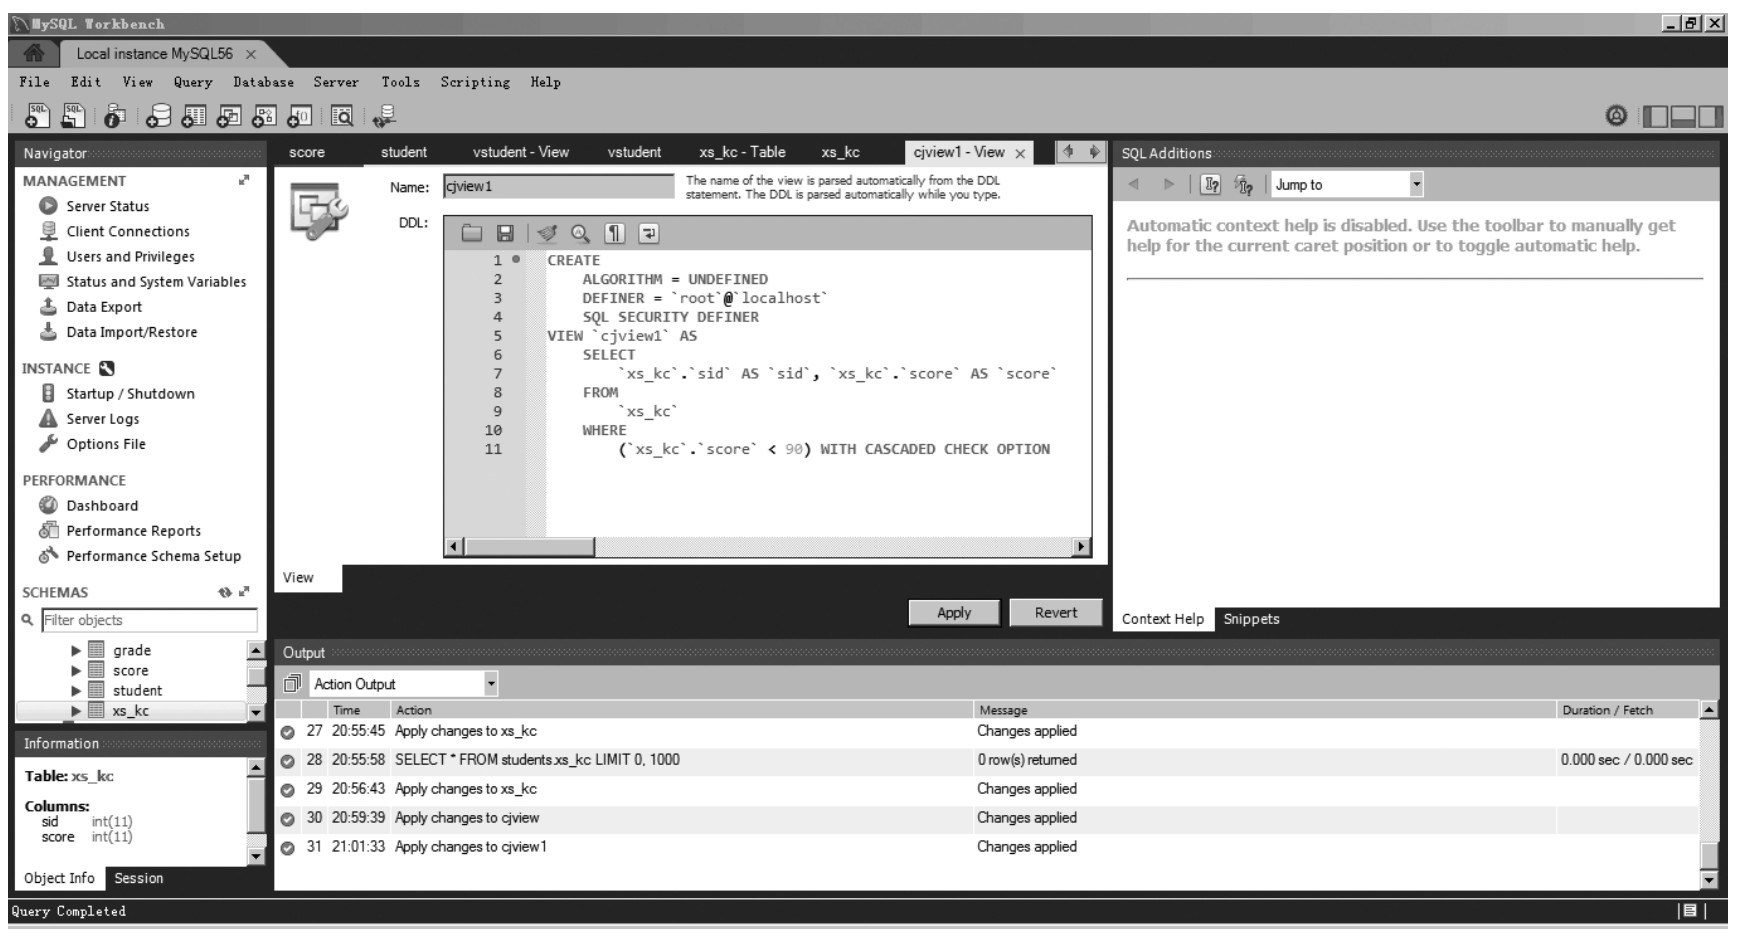 MySQL Workbench
Local instance MySQL56 ×
File Edit View Query Database Server Tools Scripting Help
Navigator
MANAGEMENT
Server Status
Client Connections
Users and Privileges
Status and System Variables
Data Export
Data Import/Restore
INSTANCE
Startup / Shutdown
Server Logs
Options File
PERFORMANCE
Dashboard
Performance Reports
Performance Schema Setup
SCHEMAS
Filter objects
grade
score
student
xs_kc
Information
Table: xs_kc
Columns:
sid int(11)
score int(11)
Object Info Session
score student vstudent - View vstudent xs_kc - Table xs_kc cjview1 - View ×
Name: cjview1
The name of the view is parsed automatically from the DDL
statement. The DDL is parsed automatically while you type.
DDL:
1 CREATE
2 ALGORITHM = UNDEFINED
3 DEFINER = `root`@`localhost`
4 SQL SECURITY DEFINER
5 VIEW `cjview1` AS
6 SELECT
7 `xs_kc`.`sid` AS `sid`, `xs_kc`.`score` AS `score`
8 FROM
9 `xs_kc`
10 WHERE
11 (`xs_kc`.`score` < 90) WITH CASCADED CHECK OPTION
View
Apply Revert
SQL Additions
Jump to
Automatic context help is disabled. Use the toolbar to manually get
help for the current caret position or to toggle automatic help.
Context Help Snippets
Output
Action Output
Time Action Message Duration / Fetch
27 20:55:45 Apply changes to xs_kc Changes applied
28 20:55:58 SELECT * FROM students.xs_kc LIMIT 0, 1000 0 row(s) returned 0.000 sec / 0.000 sec
29 20:56:43 Apply changes to xs_kc Changes applied
30 20:59:39 Apply changes to cjview Changes applied
31 21:01:33 Apply changes to cjview1 Changes applied
Query Completed